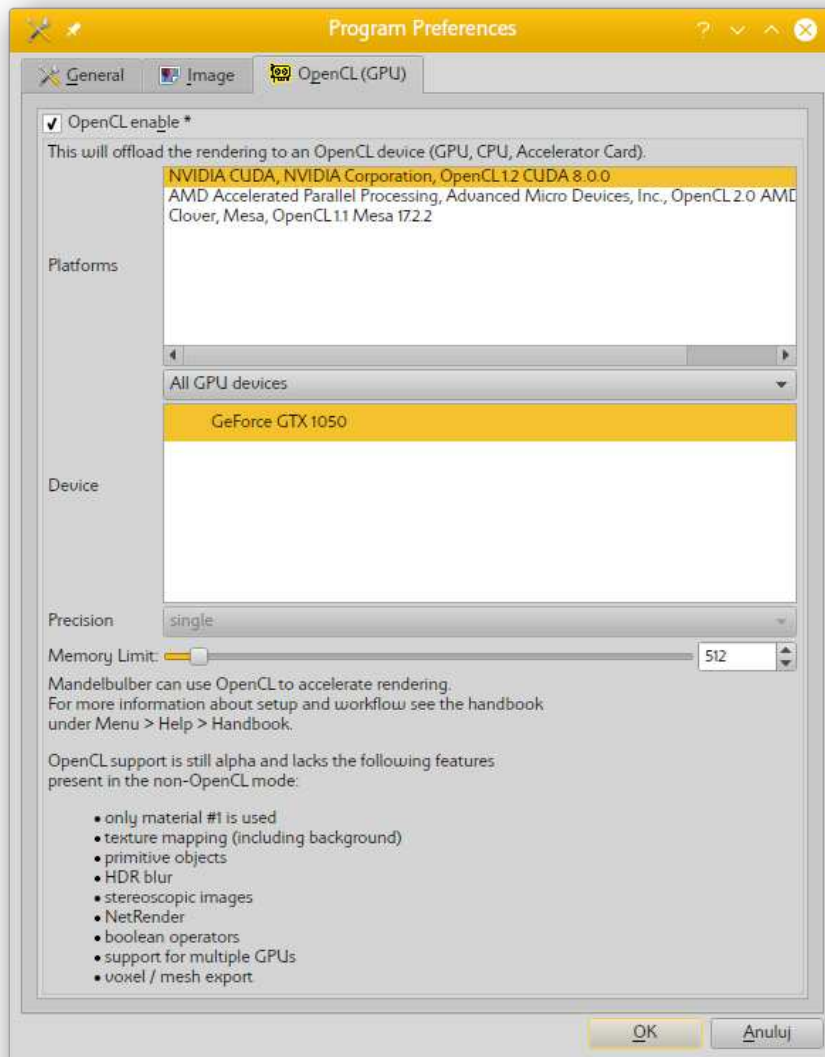 Program Preferences
General
Image
OpenCL (GPU)
OpenCL enable *
This will offload the rendering to an OpenCL device (GPU, CPU, Accelerator Card).
Platforms
NVIDIA CUDA, NVIDIA Corporation, OpenCL 1.2 CUDA 8.0.0
AMD Accelerated Parallel Processing, Advanced Micro Devices, Inc., OpenCL 2.0 AMD
Clover, Mesa, OpenCL 1.1 Mesa 17.2.2
All GPU devices
Device
GeForce GTX 1050
Precision
single
Memory Limit:
512
Mandelbulber can use OpenCL to accelerate rendering.
For more information about setup and workflow see the handbook
under Menu > Help > Handbook.
OpenCL support is still alpha and lacks the following features
present in the non-OpenCL mode:
• only material #1 is used
• texture mapping (including background)
• primitive objects
• HDR blur
• stereoscopic images
• NetRender
• boolean operators
• support for multiple GPUs
• voxel / mesh export
OK
Anuluj